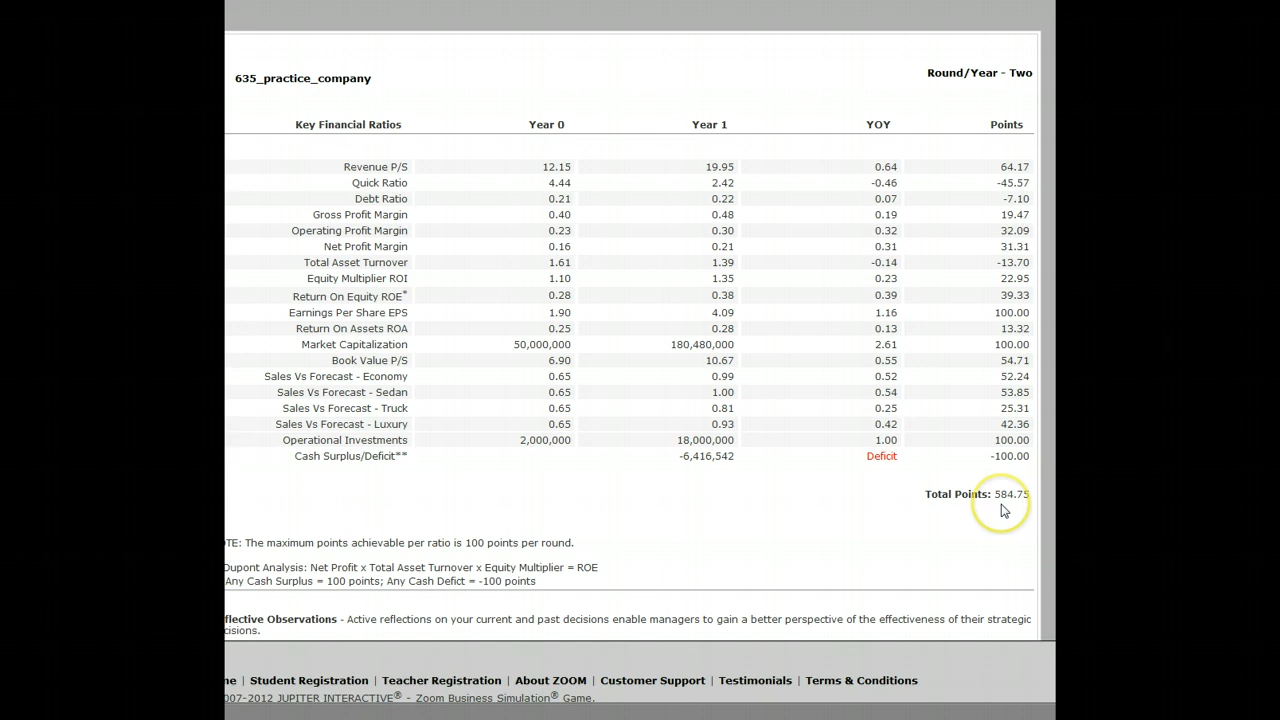 635_practice_company
Round/Year - Two
Key Financial Ratios Year 0 Year 1 YOY Points
Revenue P/S 12.15 19.95 0.64 64.17
Quick Ratio 4.44 2.42 -0.46 -45.57
Debt Ratio 0.21 0.22 0.07 -7.10
Gross Profit Margin 0.40 0.48 0.19 19.47
Operating Profit Margin 0.23 0.30 0.32 32.09
Net Profit Margin 0.16 0.21 0.31 31.31
Total Asset Turnover 1.61 1.39 -0.14 -13.70
Equity Multiplier ROI 1.10 1.35 0.23 22.95
Return On Equity ROE* 0.28 0.38 0.39 39.33
Earnings Per Share EPS 1.90 4.09 1.16 100.00
Return On Assets ROA 0.25 0.28 0.13 13.32
Market Capitalization 50,000,000 180,480,000 2.61 100.00
Book Value P/S 6.90 10.67 0.55 54.71
Sales Vs Forecast - Economy 0.65 0.99 0.52 52.24
Sales Vs Forecast - Sedan 0.65 1.00 0.54 53.85
Sales Vs Forecast - Truck 0.65 0.81 0.25 25.31
Sales Vs Forecast - Luxury 0.65 0.93 0.42 42.36
Operational Investments 2,000,000 18,000,000 1.00 100.00
Cash Surplus/Deficit** -6,416,542 Deficit -100.00
Total Points: 584.75
TE: The maximum points achievable per ratio is 100 points per round.
Dupont Analysis: Net Profit x Total Asset Turnover x Equity Multiplier = ROE
Any Cash Surplus = 100 points; Any Cash Defict = -100 points
flective Observations - Active reflections on your current and past decisions enable managers to gain a better perspective of the effectiveness of their strategic
cisions.
me | Student Registration | Teacher Registration | About ZOOM | Customer Support | Testimonials | Terms & Conditions
007-2012 JUPITER INTERACTIVE® - Zoom Business Simulation® Game.